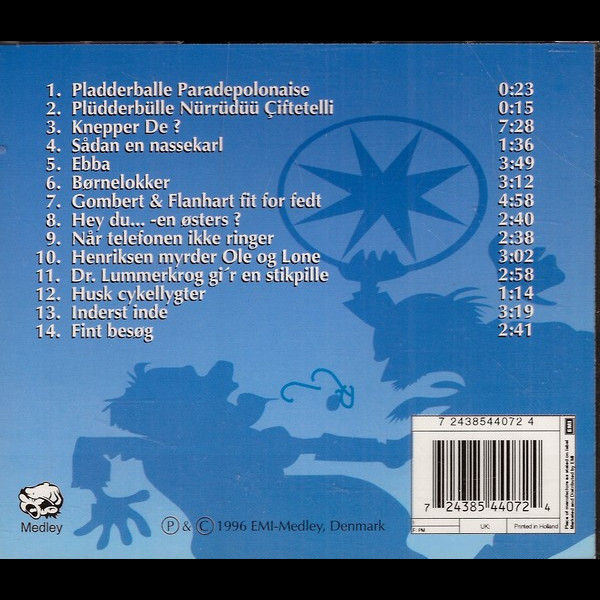 1. Pladderballe Paradepolonaise 0:23
2. Plüdderbülle Nürrüdüü Çiftetelli 0:15
3. Knepper De ? 7:28
4. Sådan en nassekarl 1:36
5. Ebba 3:49
6. Børnelokker 3:12
7. Gombert & Flanhart fit for fedt 4:58
8. Hey du... -en østers ? 2:40
9. Når telefonen ikke ringer 2:38
10. Henriksen myrder Ole og Lone 3:02
11. Dr. Lummerkrog gi´r en stikpille 2:58
12. Husk cykellygter 1:14
13. Inderst inde 3:19
14. Fint besøg 2:41
7 2438544072 4
7 24385 44072 4
UK:
Printed in Holland
EMI
Medley
P & C 1996 EMI-Medley, Denmark